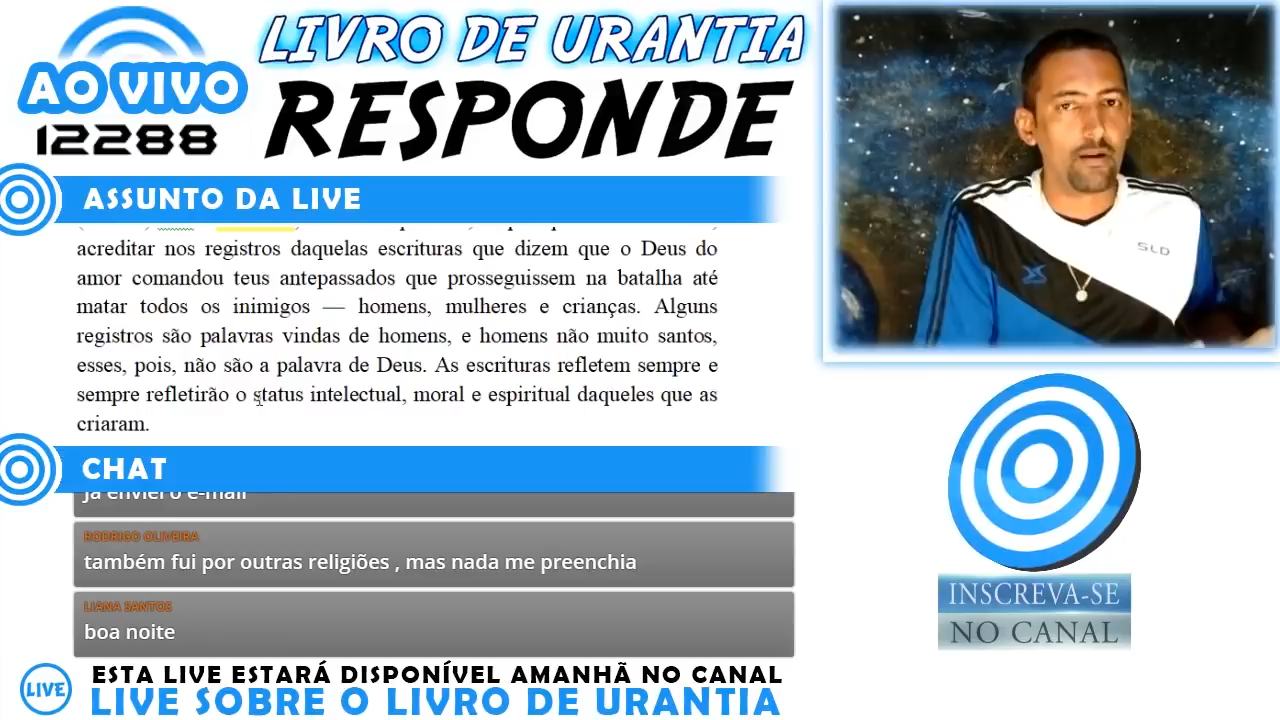 AO VIVO
12288
LIVRO DE URANTIA
RESPONDE
ASSUNTO DA LIVE
acreditar nos registros daquelas escrituras que dizem que o Deus do
amor comandou teus antepassados que prosseguissem na batalha até
matar todos os inimigos — homens, mulheres e crianças. Alguns
registros são palavras vindas de homens, e homens não muito santos,
esses, pois, não são a palavra de Deus. As escrituras refletem sempre e
sempre refletirão o status intelectual, moral e espiritual daqueles que as
criaram.
CHAT
já enviei o e-mail
RODRIGO OLIVEIRA
também fui por outras religiões , mas nada me preenchia
LIANA SANTOS
boa noite
LIVE
ESTA LIVE ESTARÁ DISPONÍVEL AMANHÃ NO CANAL
LIVE SOBRE O LIVRO DE URANTIA
SLD
INSCREVA-SE
NO CANAL